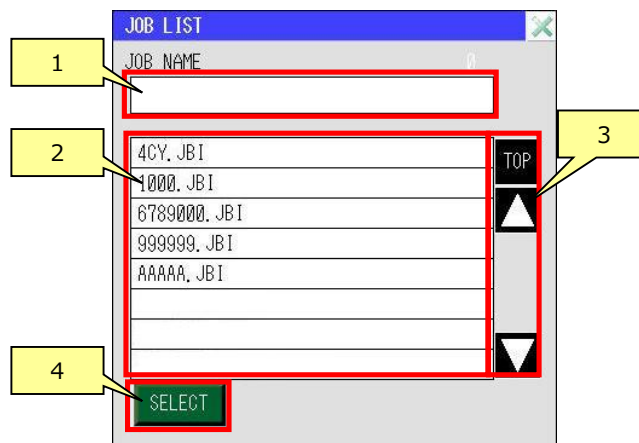 JOB LIST
JOB NAME 0
1
2
3
4CY.JBI
TOP
1000.JBI
6789000.JBI
999999.JBI
AAAAA.JBI
4
SELECT